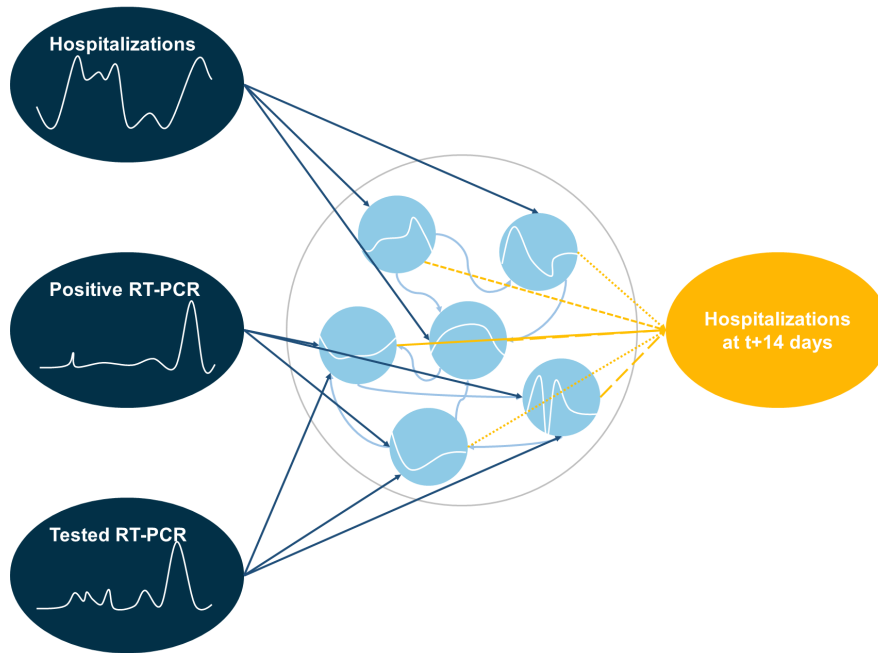 Hospitalizations
Positive RT-PCR
Hospitalizations
at t+14 days
Tested RT-PCR